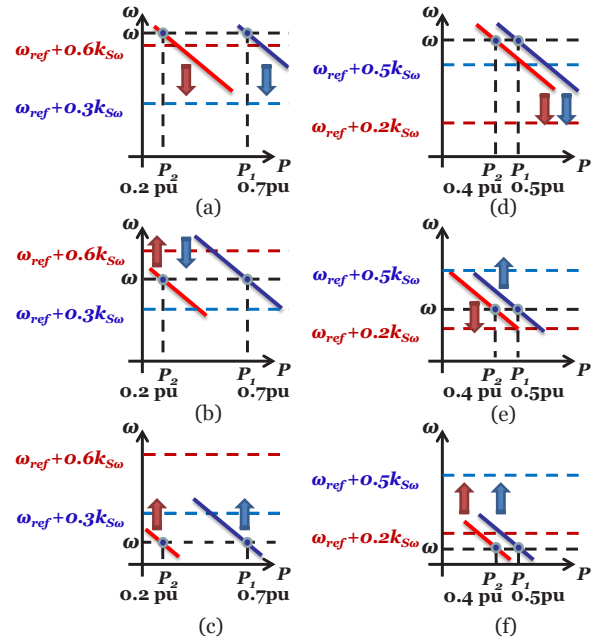 ω
ω
ω_ref+0.6k_Sω
ω_ref+0.3k_Sω
P_2
P_1
P
0.2 pu
0.7pu
(a)
ω
ω
ω_ref+0.5k_Sω
ω_ref+0.2k_Sω
P_2
P_1
P
0.4 pu
0.5pu
(d)
ω
ω_ref+0.6k_Sω
ω
ω_ref+0.3k_Sω
P_2
P_1
P
0.2 pu
0.7pu
(b)
ω
ω_ref+0.5k_Sω
ω
ω_ref+0.2k_Sω
P_2
P_1
P
0.4 pu
0.5pu
(e)
ω
ω_ref+0.6k_Sω
ω_ref+0.3k_Sω
ω
P_2
P_1
P
0.2 pu
0.7pu
(c)
ω
ω_ref+0.5k_Sω
ω_ref+0.2k_Sω
ω
P_2
P_1
P
0.4 pu
0.5pu
(f)